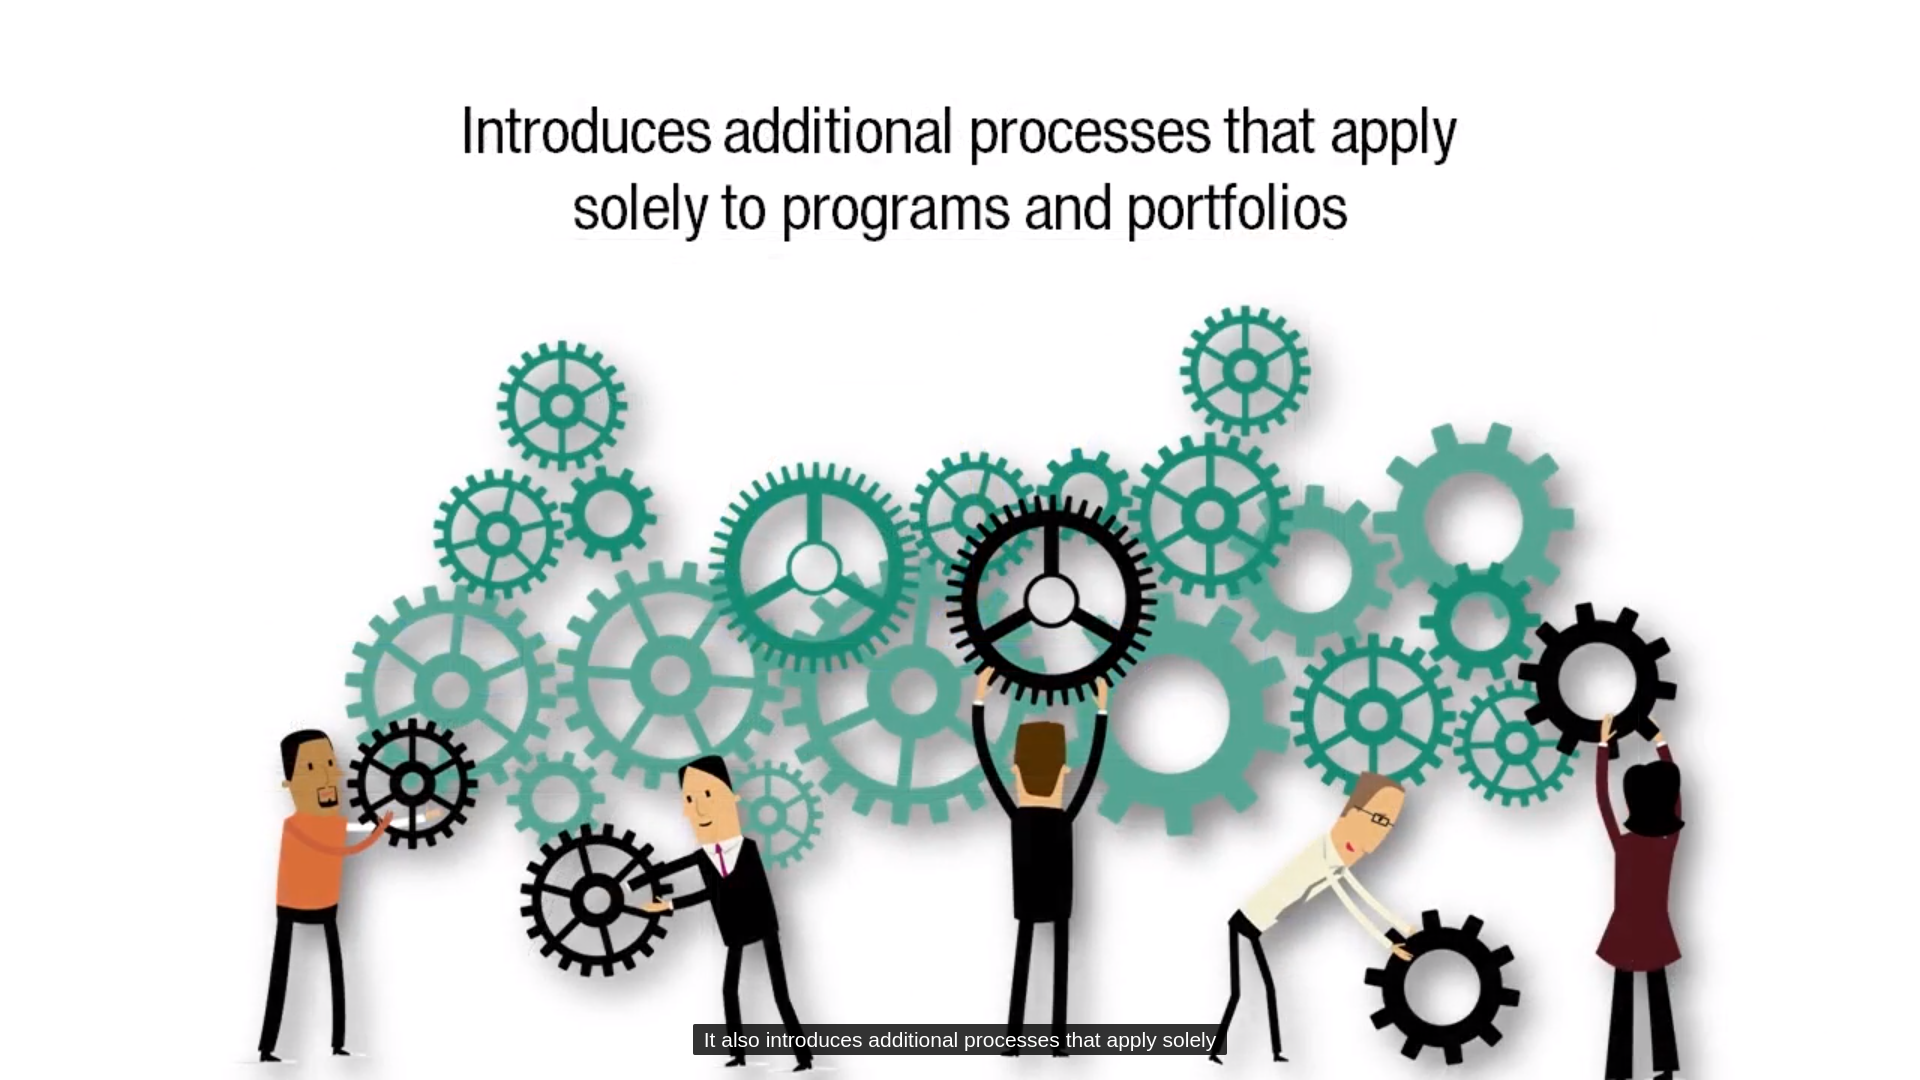 Introduces additional processes that apply
solely to programs and portfolios
It also introduces additional processes that apply solely